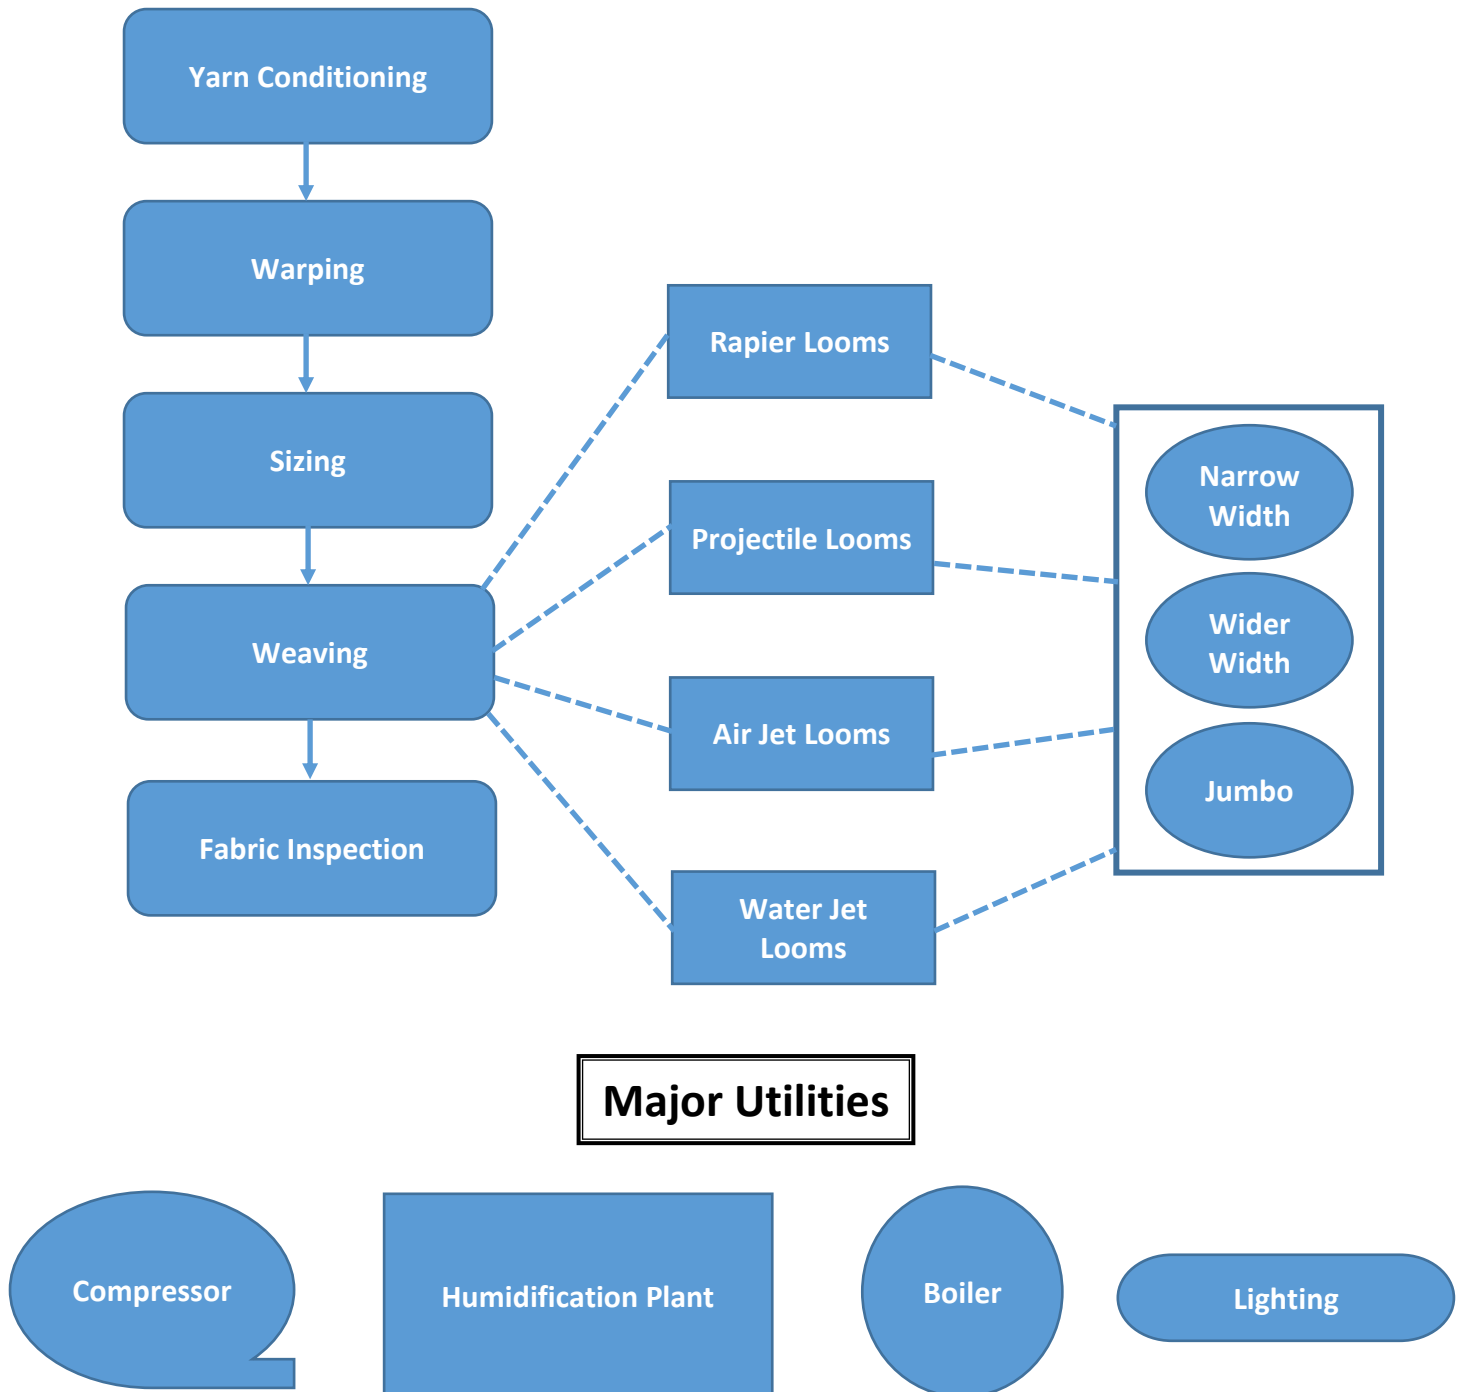 Yarn Conditioning
Warping
Sizing
Weaving
Fabric Inspection
Rapier Looms
Projectile Looms
Air Jet Looms
Water Jet
Looms
Narrow
Width
Wider
Width
Jumbo
Major Utilities
Compressor
Humidification Plant
Boiler
Lighting